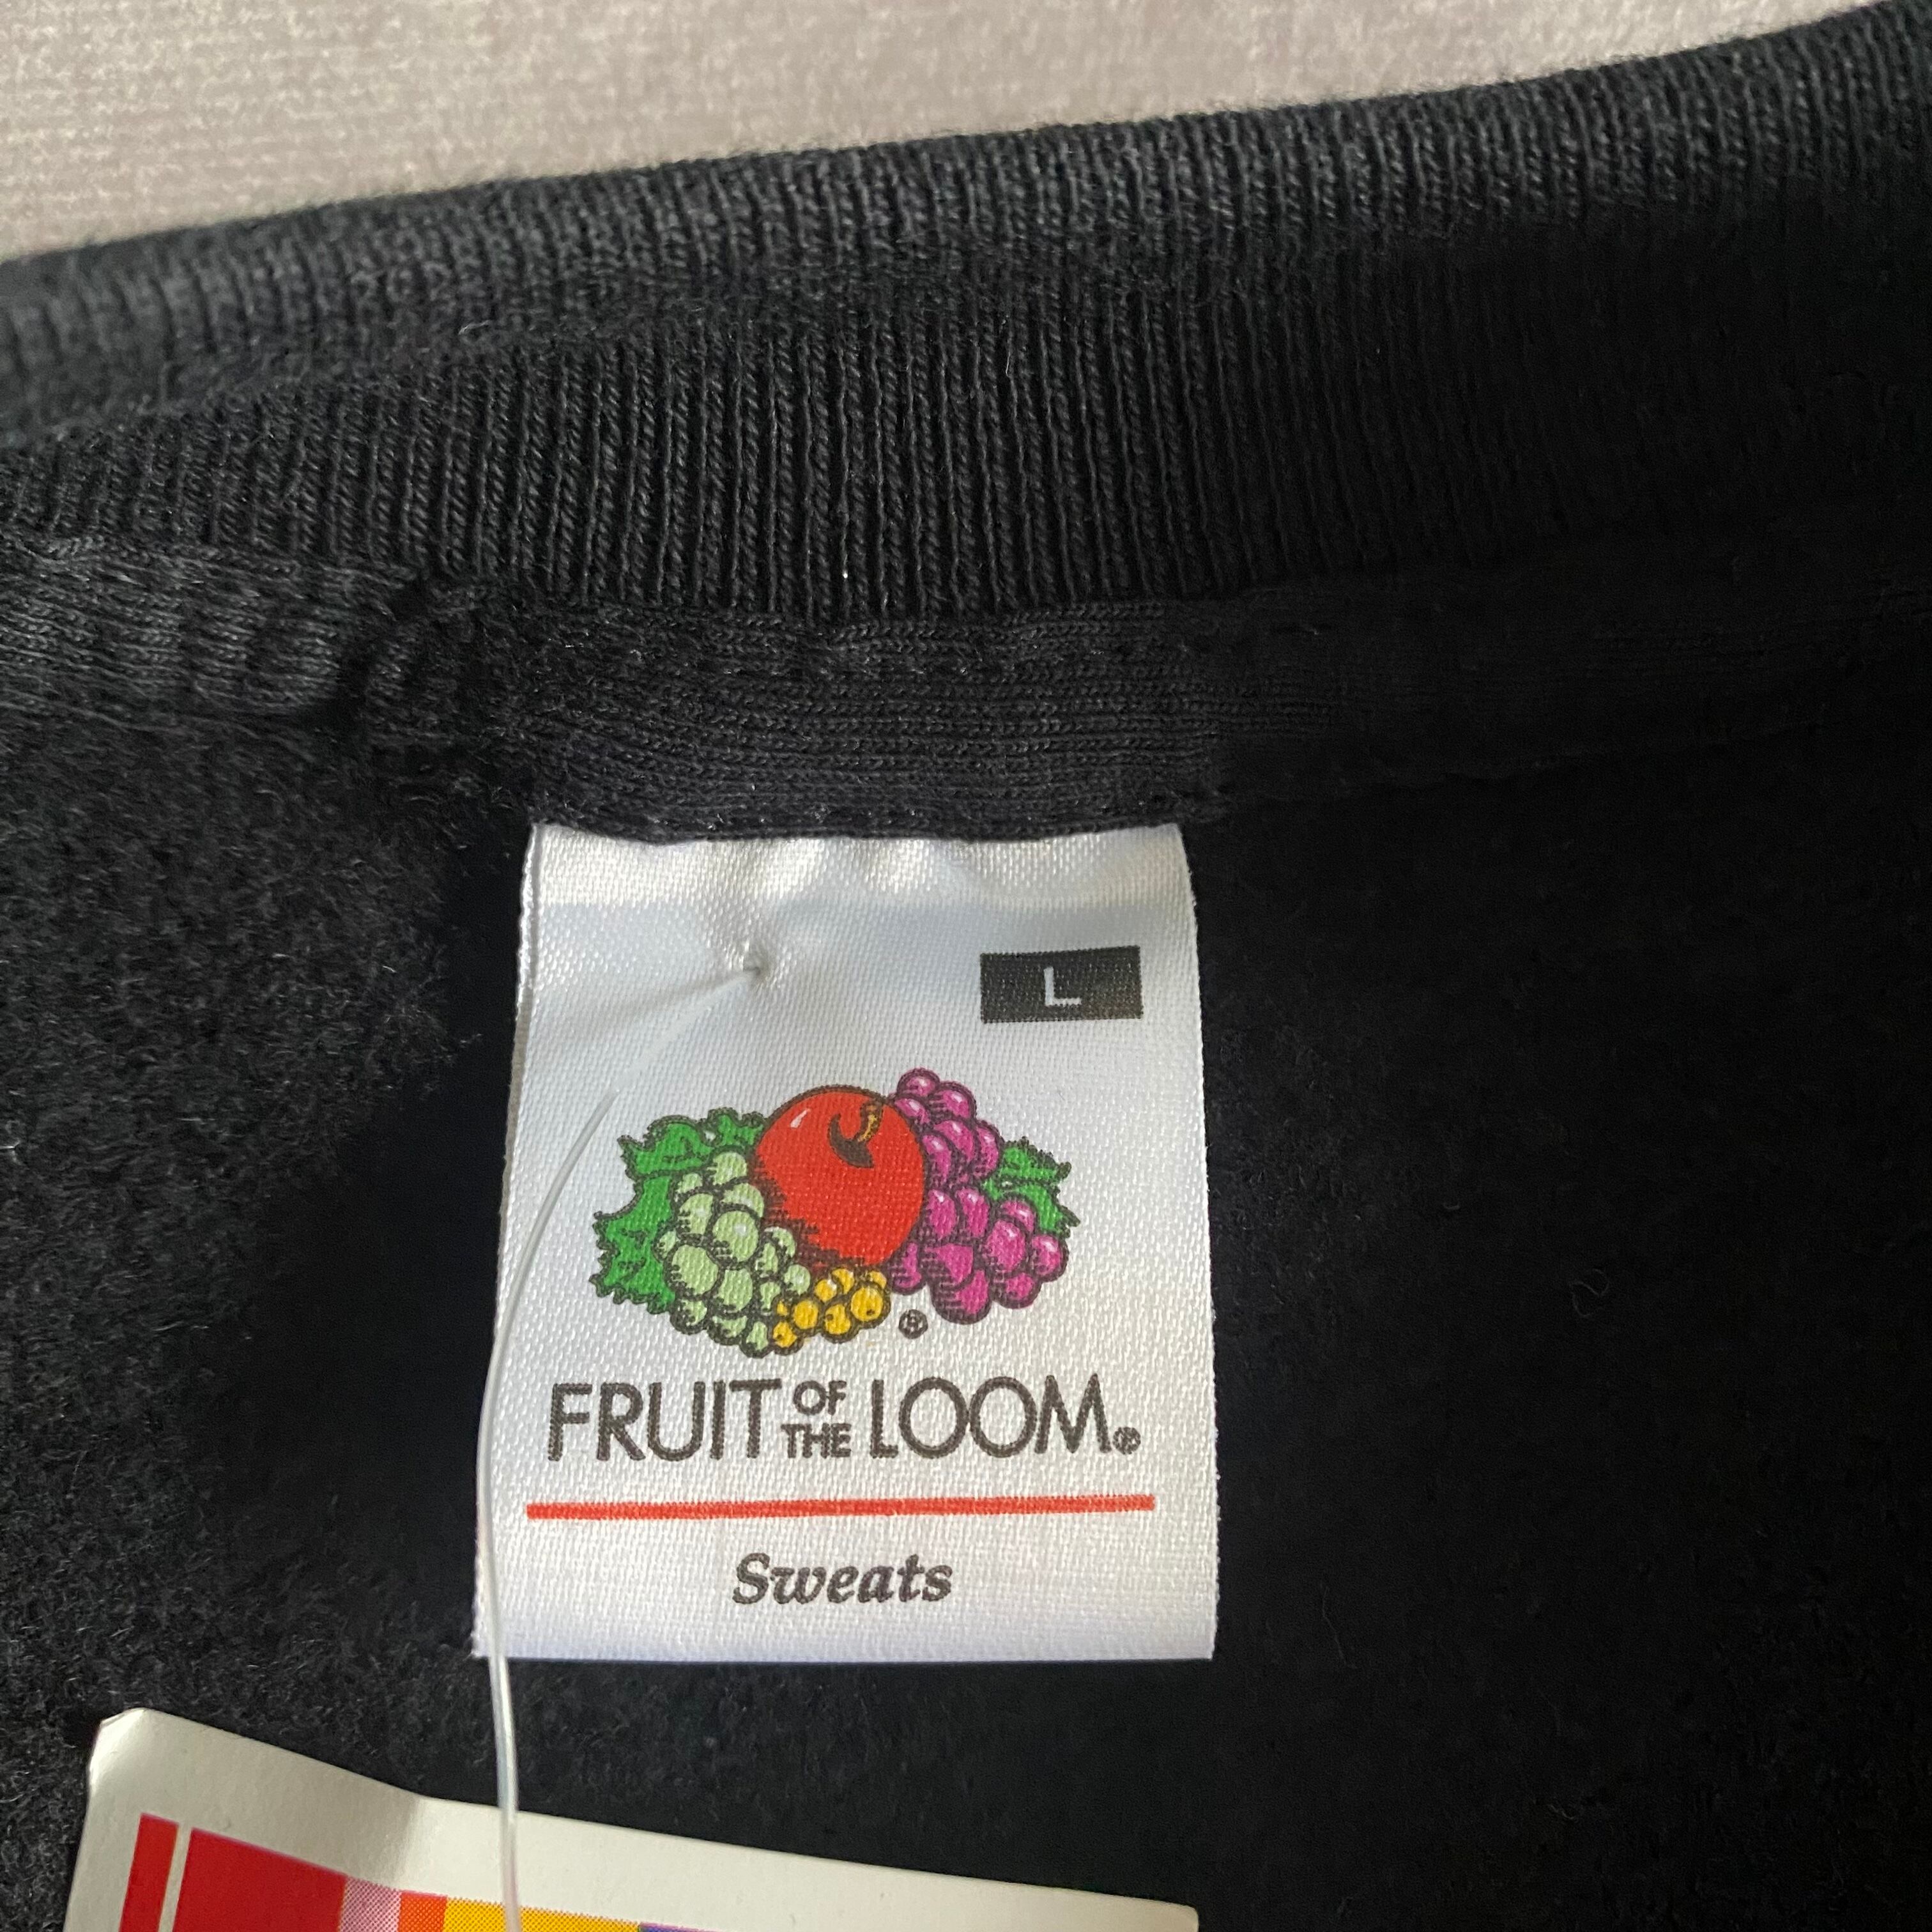 L
®
FRUIT OF THE LOOM®
Sweats